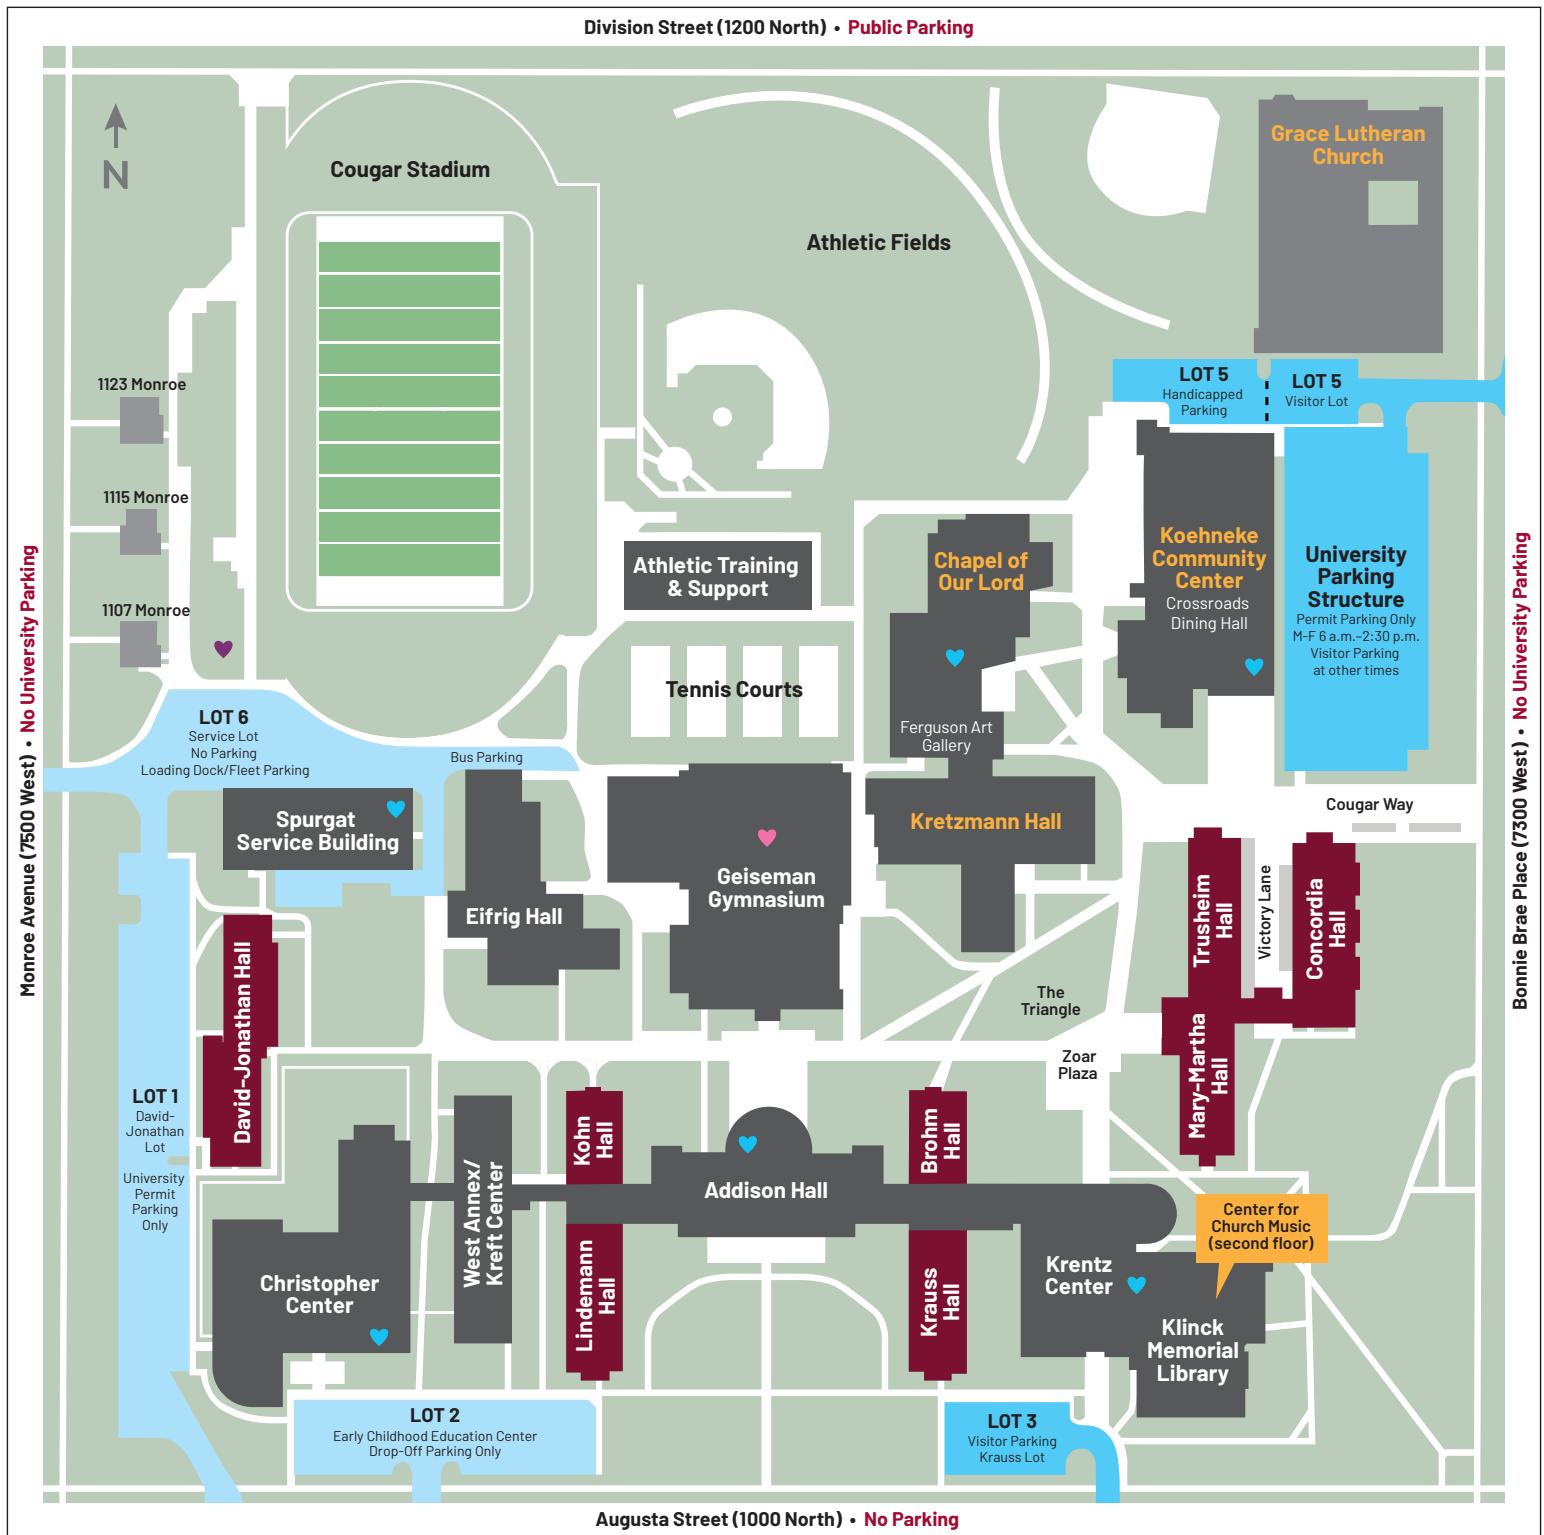 Division Street (1200 North) • Public Parking
N
Cougar Stadium
Athletic Fields
Grace Lutheran
Church
1123 Monroe
1115 Monroe
1107 Monroe
LOT 5
Handicapped
Parking
LOT 5
Visitor Lot
Athletic Training
& Support
Chapel of
Our Lord
Koehneke
Community
Center
Crossroads
Dining Hall
University
Parking
Structure
Permit Parking Only
M-F 6 a.m.–2:30 p.m.
Visitor Parking
at other times
Monroe Avenue (7500 West) • No University Parking
Bonnie Brae Place (7300 West) • No University Parking
Tennis Courts
LOT 6
Service Lot
No Parking
Loading Dock/Fleet Parking
Bus Parking
Ferguson Art
Gallery
Spurgat
Service Building
Kretzmann Hall
Cougar Way
Geiseman
Gymnasium
Eifrig Hall
Trusheim
Hall
Victory Lane
Concordia
Hall
David-Jonathan Hall
The
Triangle
Zoar
Plaza
Mary-Martha
Hall
LOT 1
David-
Jonathan
Lot
University
Permit
Parking
Only
Kohn
Hall
Brohm
Hall
Addison Hall
West Annex/
Kreft Center
Center for
Church Music
(second floor)
Christopher
Center
Lindemann
Hall
Krauss
Hall
Krentz
Center
Klinck
Memorial
Library
LOT 2
Early Childhood Education Center
Drop-Off Parking Only
LOT 3
Visitor Parking
Krauss Lot
Augusta Street (1000 North) • No Parking